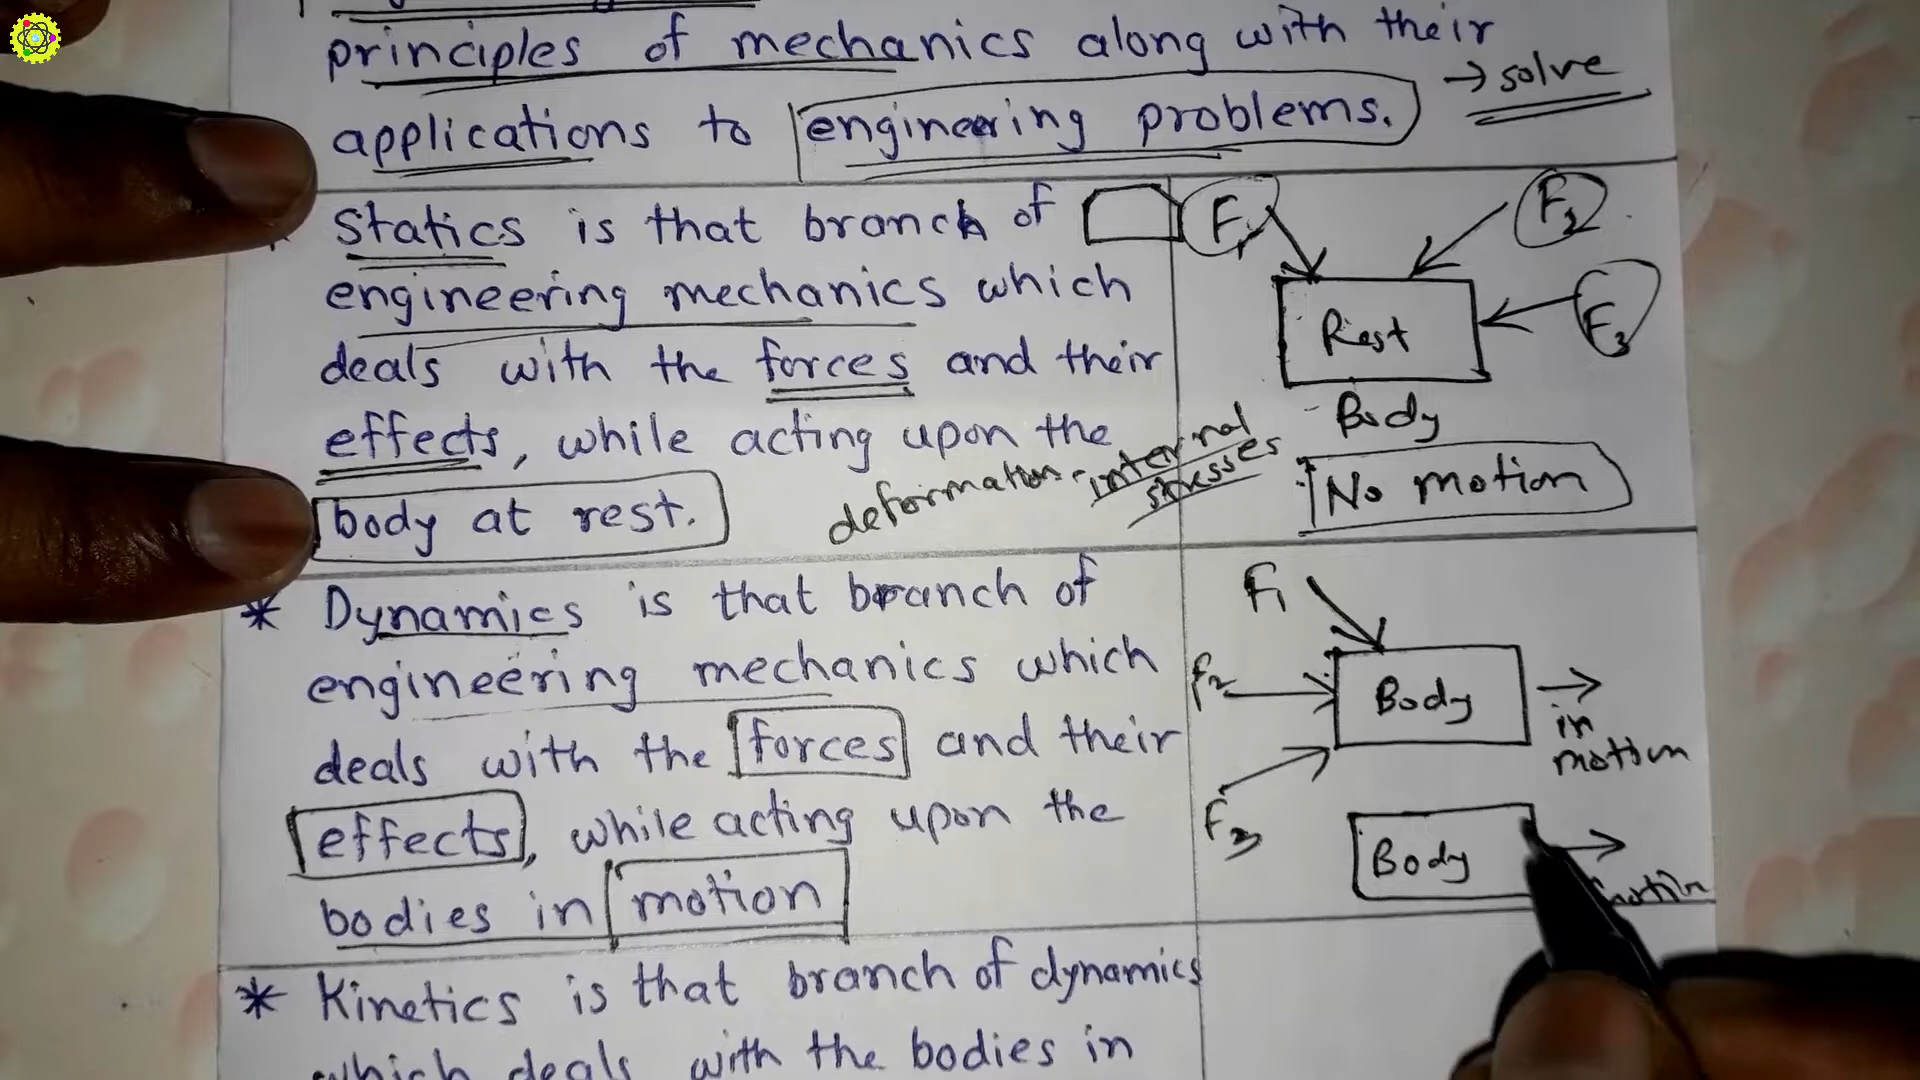 principles of mechanics along with their
applications to engineering problems.
→ solve
Statics is that branch of
engineering mechanics which
deals with the forces and their
effects, while acting upon the
body at rest.
deformation - internal
stresses
F1
F2
F3
Rest
Body
No motion
* Dynamics is that branch of
engineering mechanics which
deals with the forces and their
effects, while acting upon the
bodies in motion
F1
F2
F3
Body
in
motion
Body
* Kinetics is that branch of dynamics
which deals with the bodies in